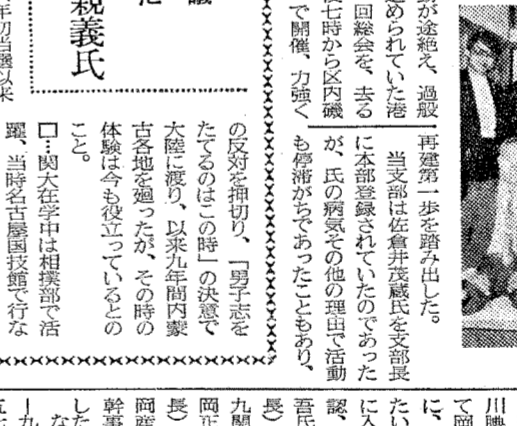 が途絶え、過般
められていた港
回総会を、去る
七時から区内磯
で開催、力強く
再建第一歩を踏み出した。
当支部は佐倉井茂蔵氏を支部長
に本部登録されていたのであった
が、氏の病気その他の理由で活動
も停滞がちであったこともあり、
議
親義氏
年初当選以来
の反対を押切り、「男子志を
たてるのはこの時」の決意で
大陸に渡り、以来九年間内蒙
古各地を廻ったが、その時の
体験は今も役立っているとの
こと。
□…関大在学中は相撲部で活
躍、当時名古屋国技館で行な
川映
て岡
に、
たい
に入
認、
吾氏
長）
九関
岡正
長）
岡産
幹事
した
な